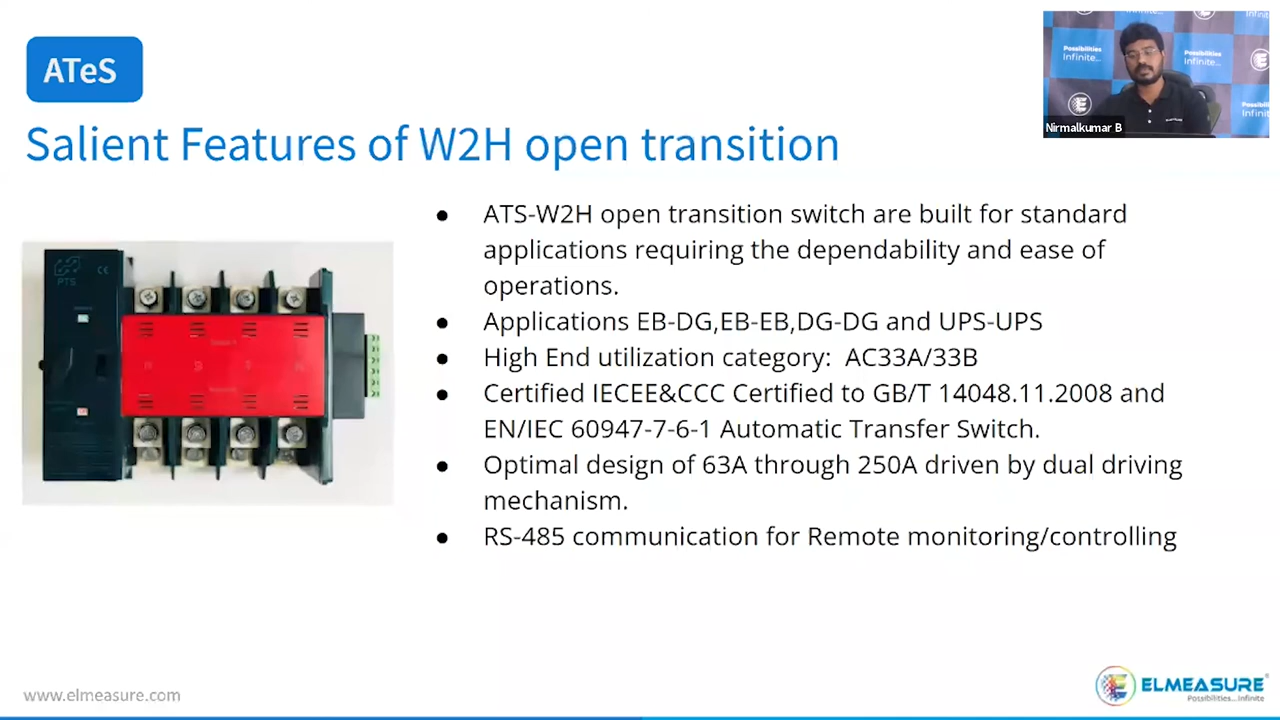 ATeS
Salient Features of W2H open transition
Possibilities
Infinite...
Possibilities
Infinite...
Nirmalkumar B
PTS
CE
● ATS-W2H open transition switch are built for standard
applications requiring the dependability and ease of
operations.
● Applications EB-DG,EB-EB,DG-DG and UPS-UPS
● High End utilization category: AC33A/33B
● Certified IECEE&CCC Certified to GB/T 14048.11.2008 and
EN/IEC 60947-7-6-1 Automatic Transfer Switch.
● Optimal design of 63A through 250A driven by dual driving
mechanism.
● RS-485 communication for Remote monitoring/controlling
www.elmeasure.com
ELMEASURE®
Possibilities...Infinite